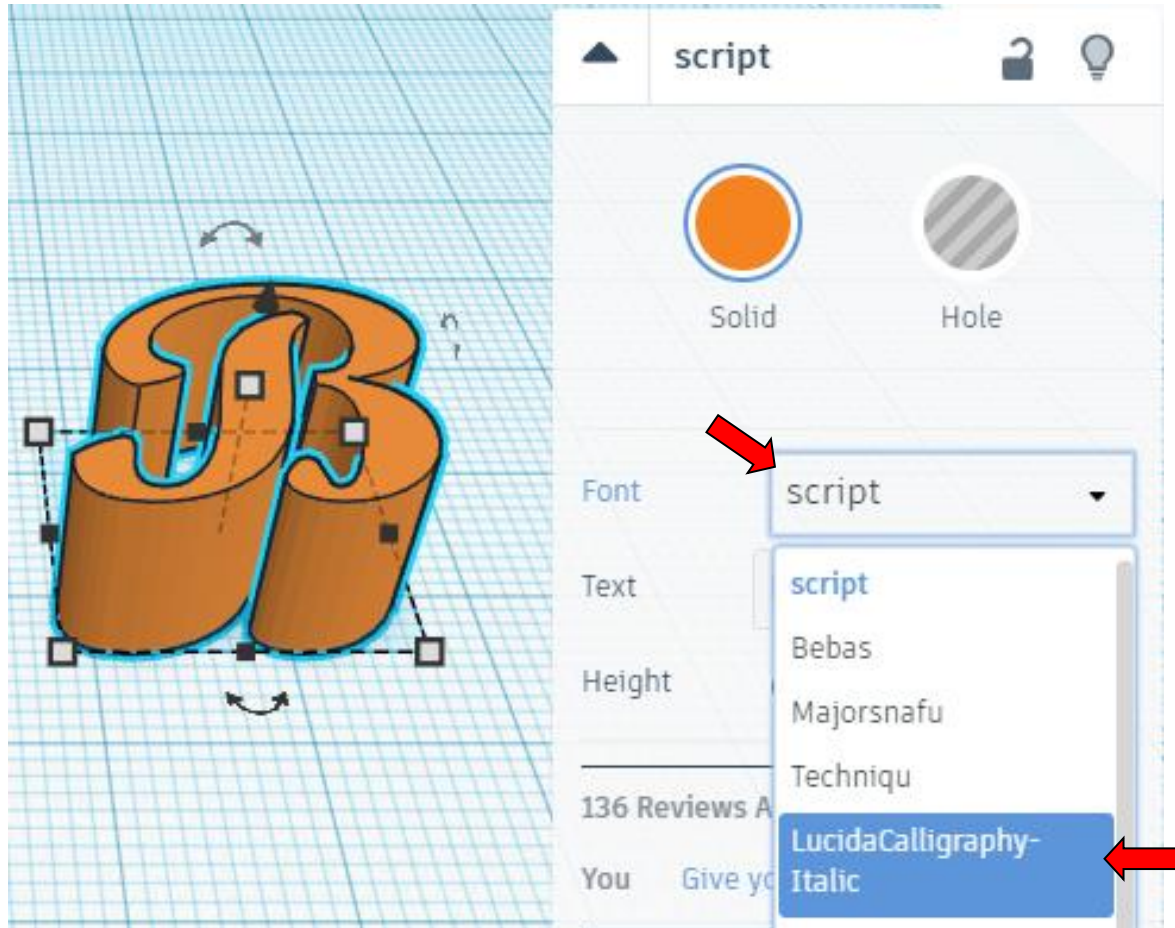 script
Solid
Hole
Font
script
Text
script
Height
Bebas
Majorsnafu
Techniqu
136 Reviews A
LucidaCalligraphy-
Italic
You
Give yo